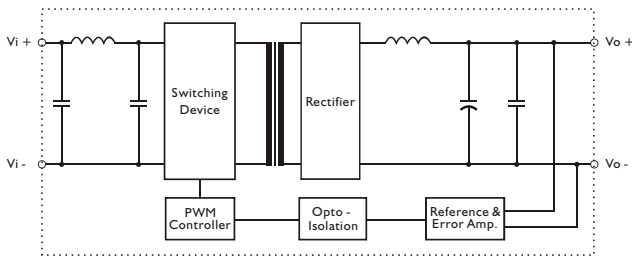 Vi +
Vo +
Switching
Device
Rectifier
Vi -
Vo -
PWM
Controller
Opto -
Isolation
Reference &
Error Amp.